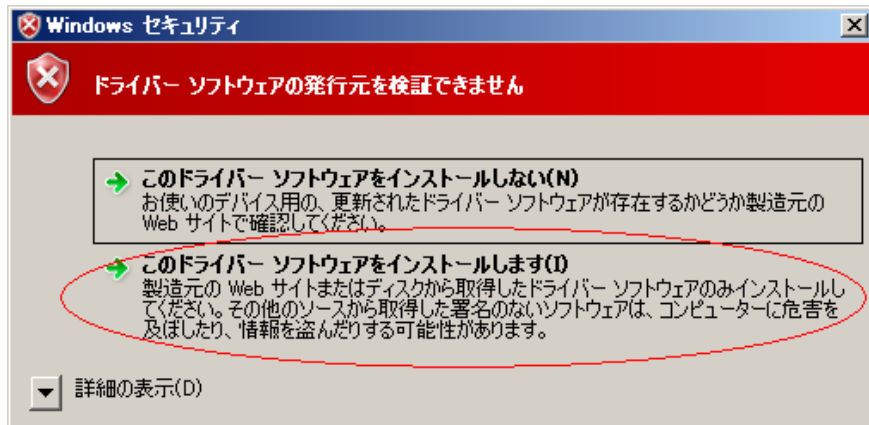 Windows セキュリティ
ドライバー ソフトウェアの発行元を検証できません
このドライバー ソフトウェアをインストールしない(N)
お使いのデバイス用の、更新されたドライバー ソフトウェアが存在するかどうか製造元の
Web サイトで確認してください。
このドライバー ソフトウェアをインストールします(I)
製造元の Web サイトまたはディスクから取得したドライバー ソフトウェアのみインストールし
てください。その他のソースから取得した署名のないソフトウェアは、コンピューターに危害を
及ぼしたり、情報を盗んだりする可能性があります。
詳細の表示(D)